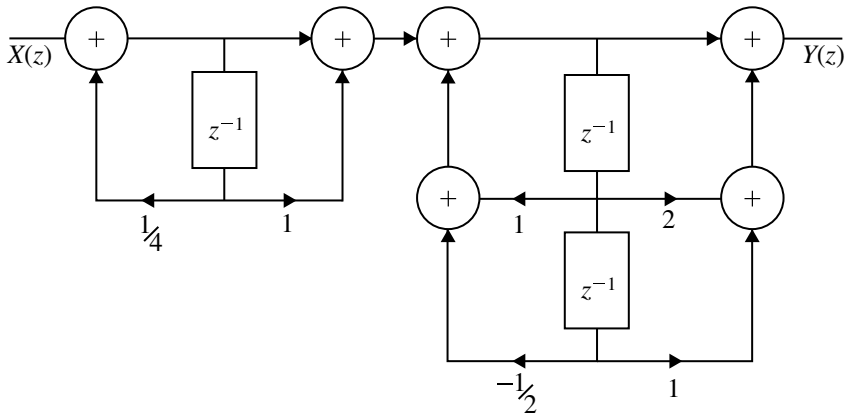 + + + +
X(z) Y(z)
z⁻¹ z⁻¹
+ +
1/4 1 1 2
z⁻¹
−1/2 1